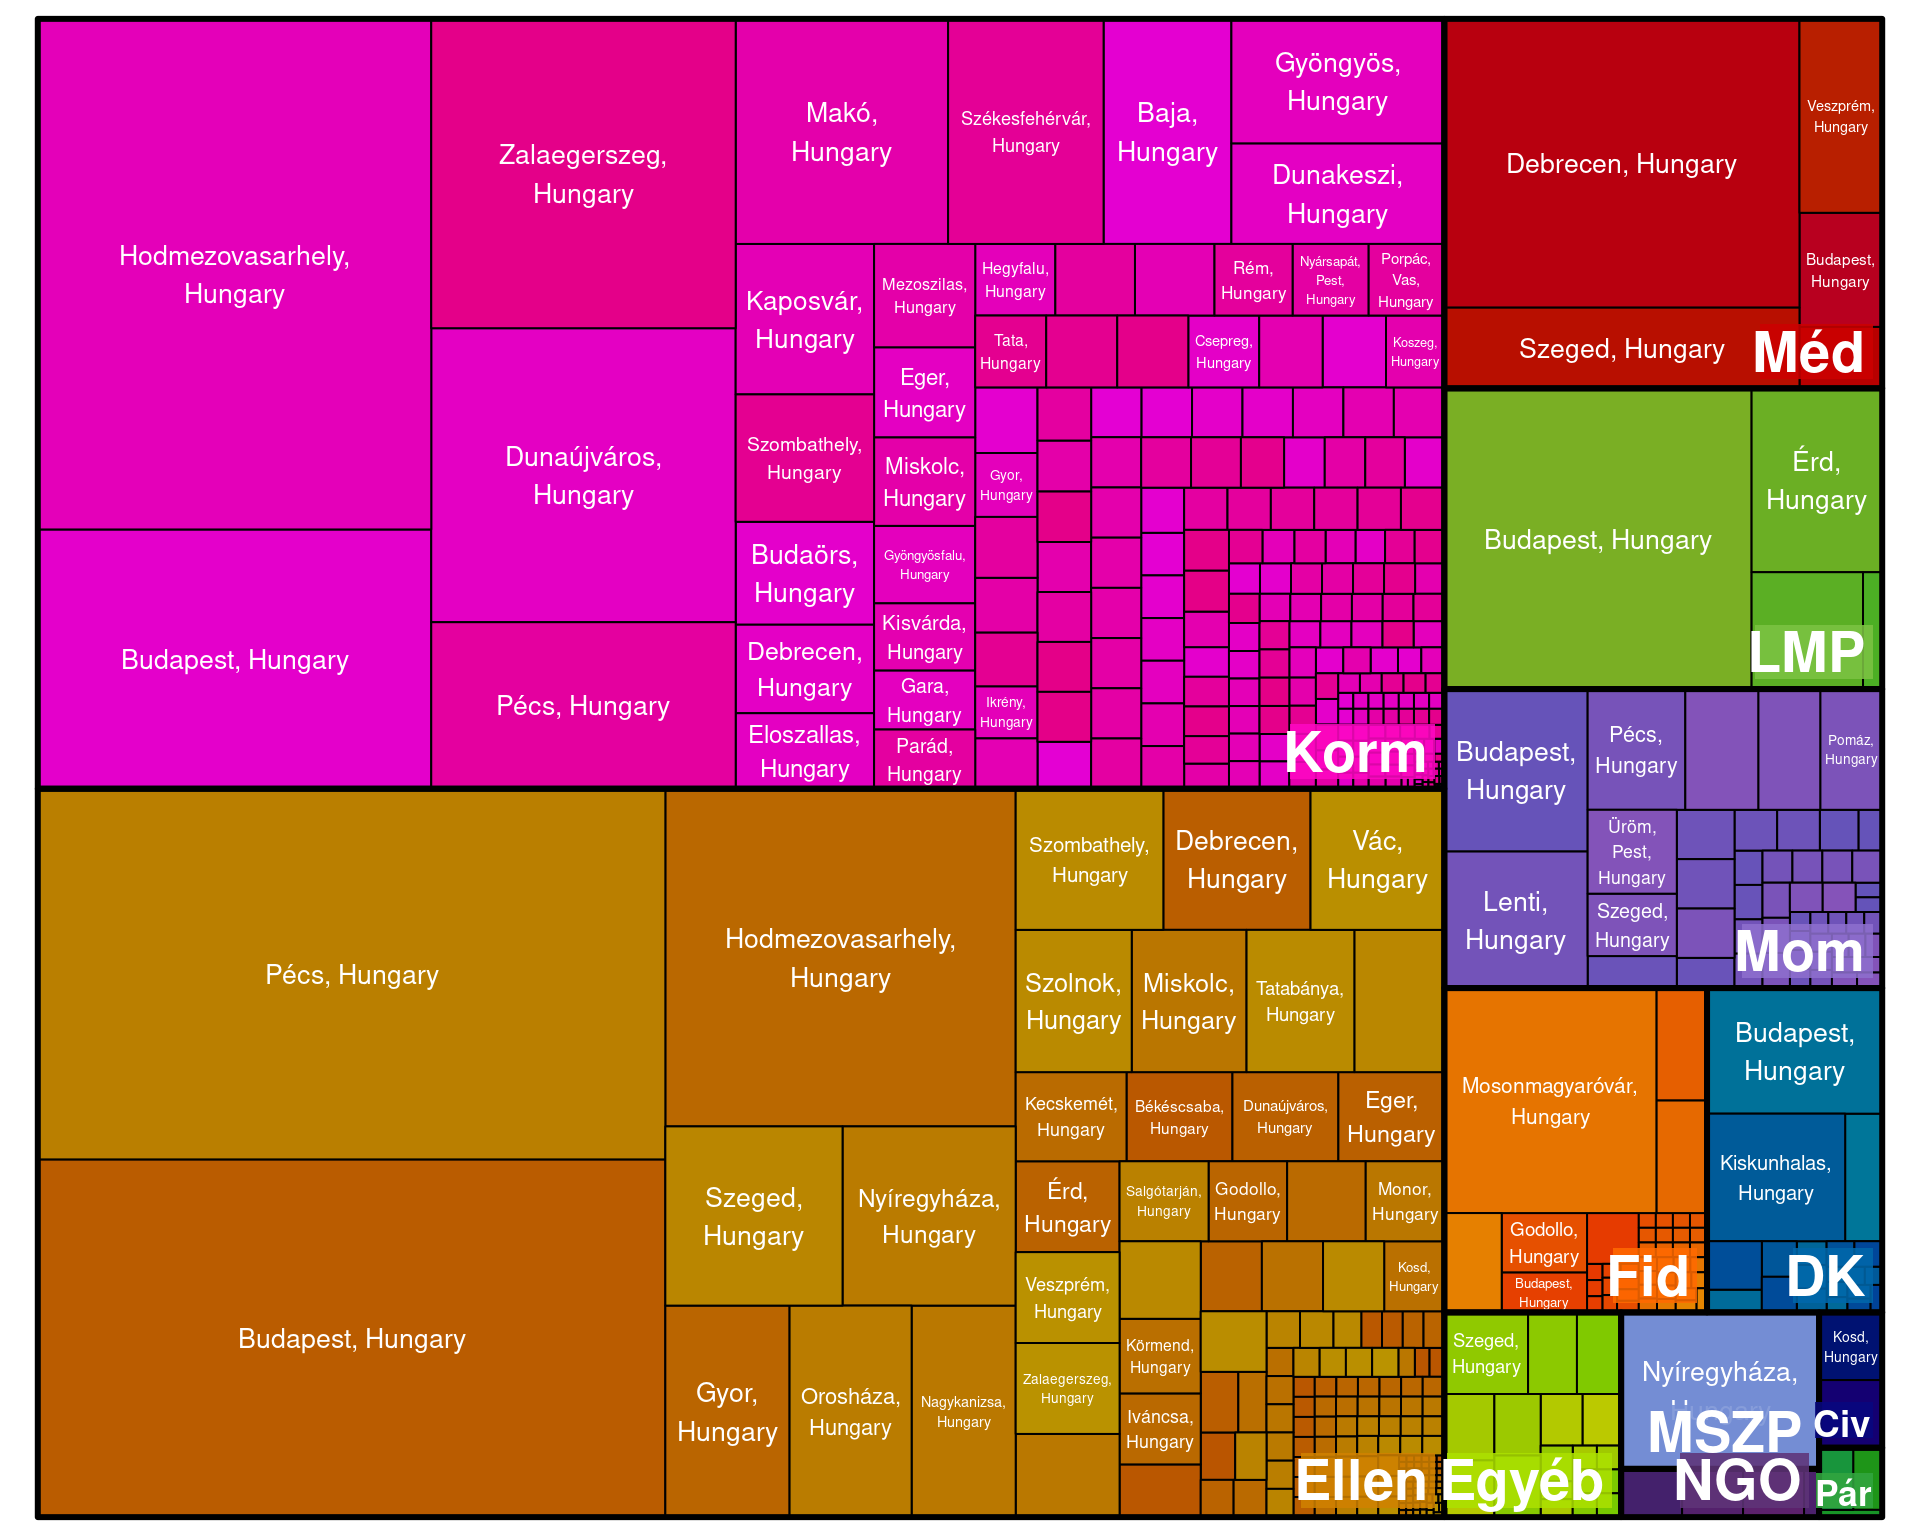 Hodmezovasarhely,
Hungary
Budapest, Hungary
Zalaegerszeg,
Hungary
Dunaújváros,
Hungary
Pécs, Hungary
Makó,
Hungary
Székesfehérvár,
Hungary
Baja,
Hungary
Gyöngyös,
Hungary
Dunakeszi,
Hungary
Kaposvár,
Hungary
Szombathely,
Hungary
Budaörs,
Hungary
Debrecen,
Hungary
Eloszallas,
Hungary
Mezoszilas,
Hungary
Eger,
Hungary
Miskolc,
Hungary
Gyöngyösfalu,
Hungary
Kisvárda,
Hungary
Gara,
Hungary
Parád,
Hungary
Hegyfalu,
Hungary
Rém,
Hungary
Nyársapát,
Pest,
Hungary
Porpác,
Vas,
Hungary
Tata,
Hungary
Csepreg,
Hungary
Koszeg,
Hungary
Gyor,
Hungary
Ikrény,
Hungary
Korm
Pécs, Hungary
Budapest, Hungary
Hodmezovasarhely,
Hungary
Szeged,
Hungary
Nyíregyháza,
Hungary
Gyor,
Hungary
Orosháza,
Hungary
Nagykanizsa,
Hungary
Szombathely,
Hungary
Debrecen,
Hungary
Vác,
Hungary
Szolnok,
Hungary
Miskolc,
Hungary
Tatabánya,
Hungary
Kecskemét,
Hungary
Békéscsaba,
Hungary
Dunaújváros,
Hungary
Eger,
Hungary
Érd,
Hungary
Salgótarján,
Hungary
Godollo,
Hungary
Monor,
Hungary
Veszprém,
Hungary
Kosd,
Hungary
Zalaegerszeg,
Hungary
Körmend,
Hungary
Iváncsa,
Hungary
Ellen
Debrecen, Hungary
Veszprém,
Hungary
Budapest,
Hungary
Szeged, Hungary
Méd
Budapest, Hungary
Érd,
Hungary
LMP
Budapest,
Hungary
Lenti,
Hungary
Pécs,
Hungary
Pomáz,
Hungary
Üröm,
Pest,
Hungary
Szeged,
Hungary
Mom
Mosonmagyaróvár,
Hungary
Godollo,
Hungary
Budapest,
Hungary
Fid
Budapest,
Hungary
Kiskunhalas,
Hungary
DK
Szeged,
Hungary
Egyéb
Nyíregyháza,
Hungary
MSZP
NGO
Kosd,
Hungary
Civ
Pár